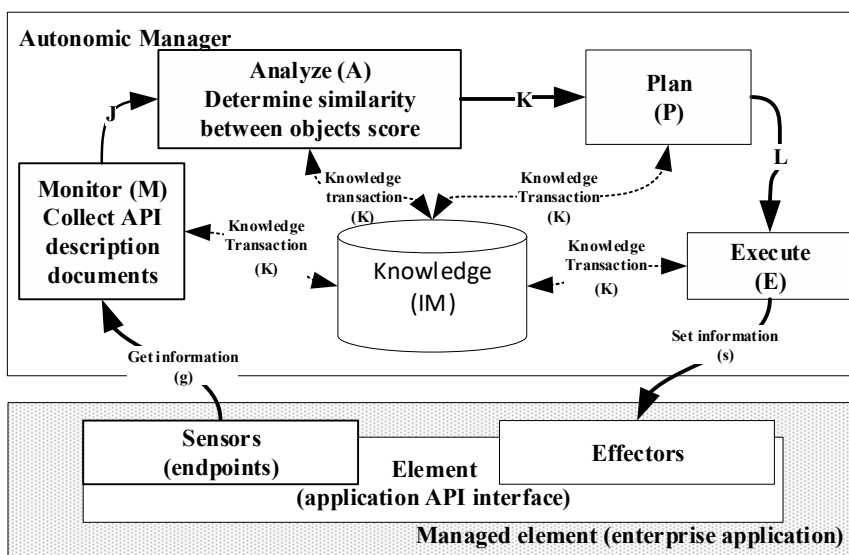 Autonomic Manager
Analyze (A)
Determine similarity
between objects score
Plan
(P)
J
K
L
Monitor (M)
Collect API
description
documents
Knowledge
transaction
(K)
Knowledge
Transaction
(K)
Knowledge
Transaction
(K)
Knowledge
(IM)
Knowledge
Transaction
(K)
Execute
(E)
Get information
(g)
Set information
(s)
Sensors
(endpoints)
Effectors
Element
(application API interface)
Managed element (enterprise application)